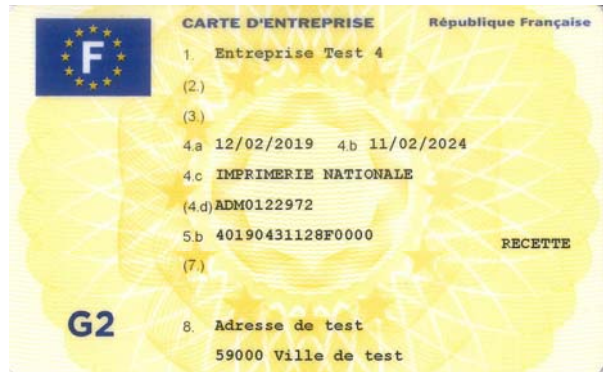 CARTE D'ENTREPRISE République Française
F
1. Entreprise Test 4
(2.)
(3.)
4.a 12/02/2019 4.b 11/02/2024
4.c IMPRIMERIE NATIONALE
(4.d) ADM0122972
5.b 40190431128F0000
RECETTE
(7.)
G2
8. Adresse de test
59000 Ville de test